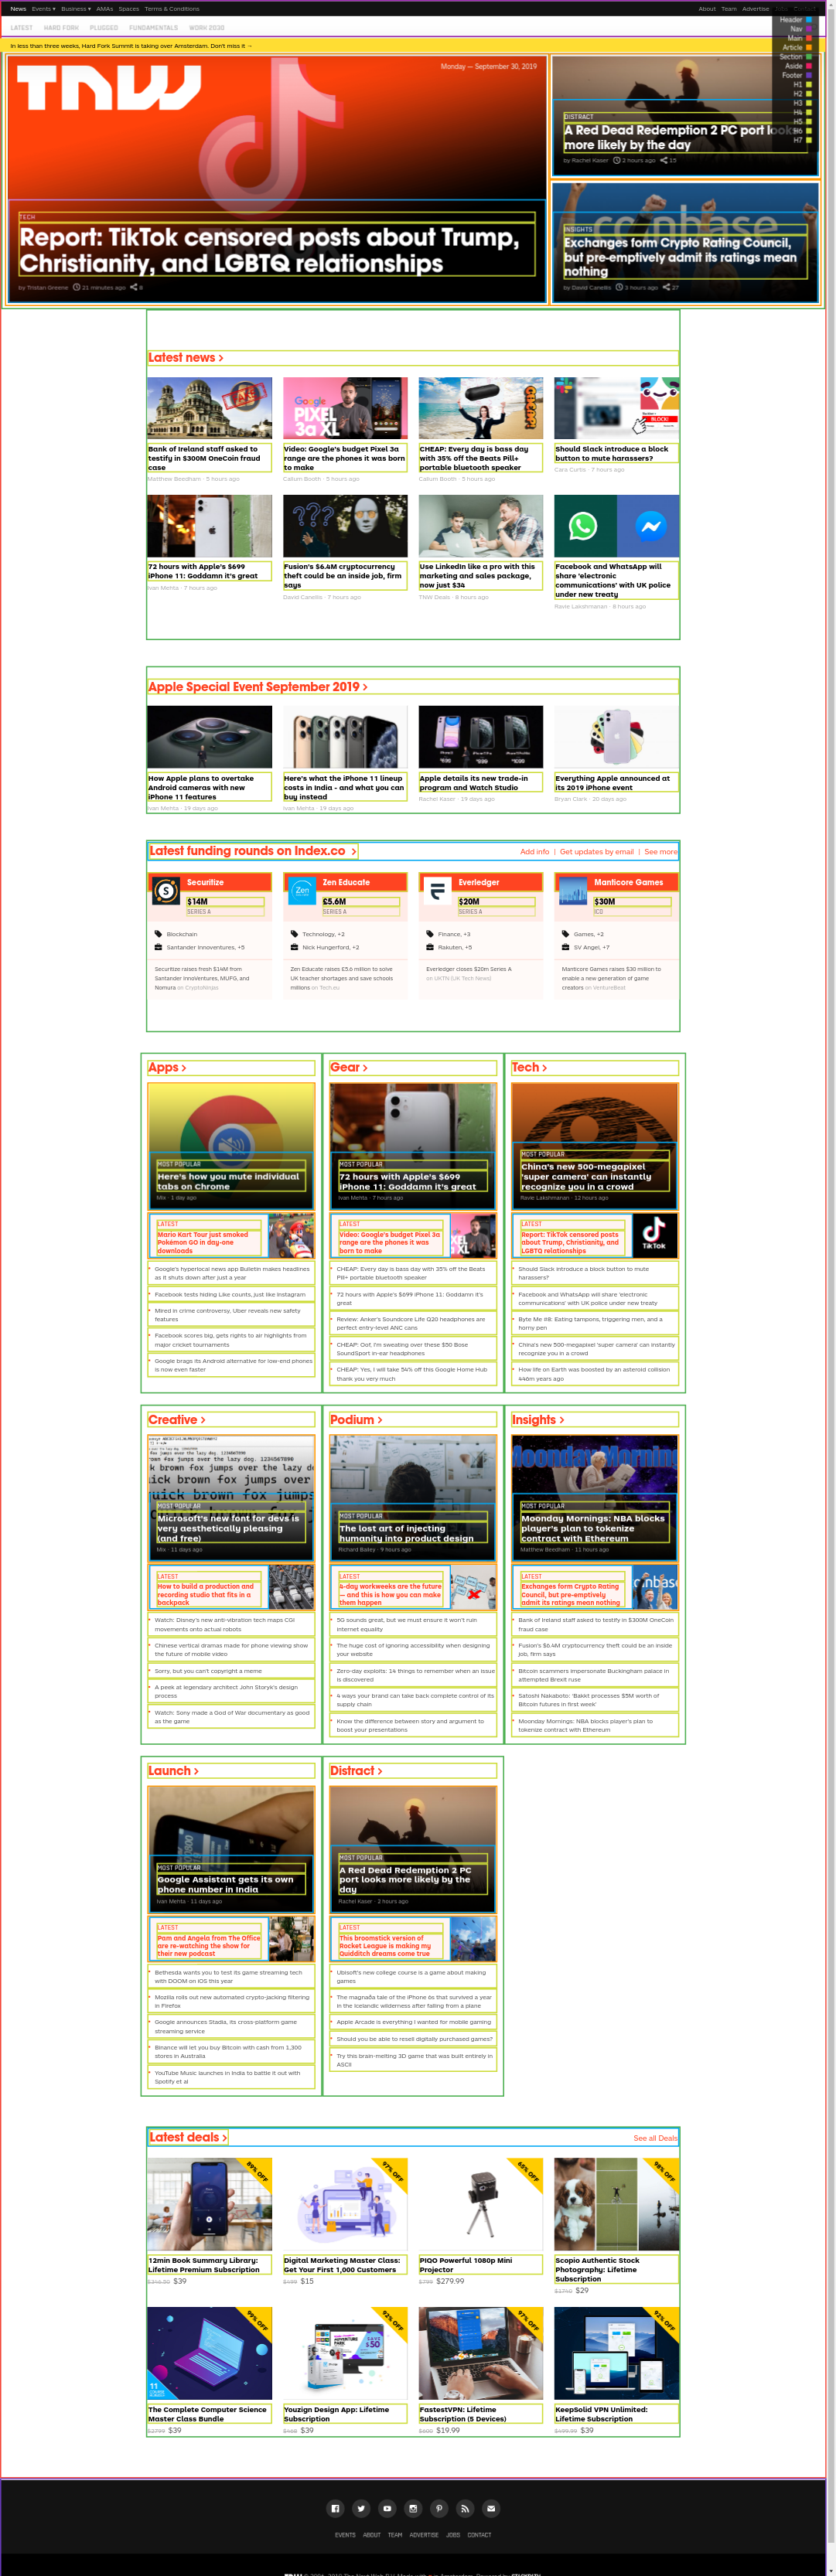 News Events ▾ Business ▾ AMAs Spaces Terms & Conditions
About Team Advertise
LATEST HARD FORK PLUGGED FUNDAMENTALS WORK 2030
Header
Nav
Main
Article
Section
Aside
Footer
H1
H2
H3
H4
H5
H6
H7
In less than three weeks, Hard Fork Summit is taking over Amsterdam. Don't miss it →
TNW
Monday — September 30, 2019
TECH
Report: TikTok censored posts about Trump,
Christianity, and LGBTQ relationships
by Tristan Greene 21 minutes ago 8
DISTRACT
A Red Dead Redemption 2 PC port looks
more likely by the day
by Rachel Kaser 2 hours ago 15
INSIGHTS
Exchanges form Crypto Rating Council,
but pre-emptively admit its ratings mean
nothing
by David Canellis 3 hours ago 27
Latest news ›
Bank of Ireland staff asked to
testify in $300M OneCoin fraud
case
Matthew Beedham · 5 hours ago
Google
PIXEL
3a XL
Video: Google's budget Pixel 3a
range are the phones it was born
to make
Callum Booth · 5 hours ago
CHEAP!
CHEAP: Every day is bass day
with 35% off the Beats Pill+
portable bluetooth speaker
Callum Booth · 5 hours ago
BLOCK!
Should Slack introduce a block
button to mute harassers?
Cara Curtis · 7 hours ago
72 hours with Apple's $699
iPhone 11: Goddamn it's great
Ivan Mehta · 7 hours ago
???
Fusion's $6.4M cryptocurrency
theft could be an inside job, firm
says
David Canellis · 7 hours ago
Use LinkedIn like a pro with this
marketing and sales package,
now just $34
TNW Deals · 8 hours ago
Facebook and WhatsApp will
share 'electronic
communications' with UK police
under new treaty
Ravie Lakshmanan · 8 hours ago
Apple Special Event September 2019 ›
How Apple plans to overtake
Android cameras with new
iPhone 11 features
Ivan Mehta · 19 days ago
Here's what the iPhone 11 lineup
costs in India - and what you can
buy instead
Ivan Mehta · 19 days ago
Apple details its new trade-in
program and Watch Studio
Rachel Kaser · 19 days ago
Everything Apple announced at
its 2019 iPhone event
Bryan Clark · 20 days ago
Latest funding rounds on Index.co ›
Add info | Get updates by email | See more
Securitize
$14M
SERIES A
Blockchain
Santander Innoventures, +5
Securitize raises fresh $14M from
Santander InnoVentures, MUFG, and
Nomura on CryptoNinjas
Zen
Zen Educate
£5.6M
SERIES A
Technology, +2
Nick Hungerford, +2
Zen Educate raises £5.6 million to solve
UK teacher shortages and save schools
millions on Tech.eu
Everledger
$20M
SERIES A
Finance, +3
Rakuten, +5
Everledger closes $20m Series A
on UKTN (UK Tech News)
Manticore Games
$30M
ICO
Games, +2
SV Angel, +7
Manticore Games raises $30 million to
enable a new generation of game
creators on VentureBeat
Apps ›
MOST POPULAR
Here's how you mute individual
tabs on Chrome
Mix · 1 day ago
LATEST
Mario Kart Tour just smoked
Pokémon GO in day-one
downloads
Google's hyperlocal news app Bulletin makes headlines
as it shuts down after just a year
Facebook tests hiding Like counts, just like Instagram
Mired in crime controversy, Uber reveals new safety
features
Facebook scores big, gets rights to air highlights from
major cricket tournaments
Google brags its Android alternative for low-end phones
is now even faster
Gear ›
MOST POPULAR
72 hours with Apple's $699
iPhone 11: Goddamn it's great
Ivan Mehta · 7 hours ago
LATEST
Video: Google's budget Pixel 3a
range are the phones it was
born to make
CHEAP: Every day is bass day with 35% off the Beats
Pill+ portable bluetooth speaker
72 hours with Apple's $699 iPhone 11: Goddamn it's
great
Review: Anker's Soundcore Life Q20 headphones are
perfect entry-level ANC cans
CHEAP: Oof, I'm sweating over these $50 Bose
SoundSport in-ear headphones
CHEAP: Yes, I will take 54% off this Google Home Hub
thank you very much
Tech ›
MOST POPULAR
China's new 500-megapixel
'super camera' can instantly
recognize you in a crowd
Ravie Lakshmanan · 12 hours ago
LATEST
Report: TikTok censored posts
about Trump, Christianity, and
LGBTQ relationships
TikTok
Should Slack introduce a block button to mute
harassers?
Facebook and WhatsApp will share 'electronic
communications' with UK police under new treaty
Byte Me #8: Eating tampons, triggering men, and a
horny pen
China's new 500-megapixel 'super camera' can instantly
recognize you in a crowd
How life on Earth was boosted by an asteroid collision
446m years ago
Creative ›
MOST POPULAR
Microsoft's new font for devs is
very aesthetically pleasing
(and free)
Mix · 11 days ago
LATEST
How to build a production and
recording studio that fits in a
backpack
Watch: Disney's new anti-vibration tech maps CGI
movements onto actual robots
Chinese vertical dramas made for phone viewing show
the future of mobile video
Sorry, but you can't copyright a meme
A peek at legendary architect John Storyk's design
process
Watch: Sony made a God of War documentary as good
as the game
Podium ›
MOST POPULAR
The lost art of injecting
humanity into product design
Richard Bailey · 9 hours ago
LATEST
4-day workweeks are the future
— and this is how you can make
them happen
5G sounds great, but we must ensure it won't ruin
internet equality
The huge cost of ignoring accessibility when designing
your website
Zero-day exploits: 14 things to remember when an issue
is discovered
4 ways your brand can take back complete control of its
supply chain
Know the difference between story and argument to
boost your presentations
Insights ›
Moonday Mornings
MOST POPULAR
Moonday Mornings: NBA blocks
player's plan to tokenize
contract with Ethereum
Matthew Beedham · 11 hours ago
LATEST
Exchanges form Crypto Rating
Council, but pre-emptively
admit its ratings mean nothing
Bank of Ireland staff asked to testify in $300M OneCoin
fraud case
Fusion's $6.4M cryptocurrency theft could be an inside
job, firm says
Bitcoin scammers impersonate Buckingham palace in
attempted Brexit ruse
Satoshi Nakaboto: 'Bakkt processes $5M worth of
Bitcoin futures in first week'
Moonday Mornings: NBA blocks player's plan to
tokenize contract with Ethereum
Launch ›
MOST POPULAR
Google Assistant gets its own
phone number in India
Ivan Mehta · 11 days ago
LATEST
Pam and Angela from The Office
are re-watching the show for
their new podcast
Bethesda wants you to test its game streaming tech
with DOOM on iOS this year
Mozilla rolls out new automated crypto-jacking filtering
in Firefox
Google announces Stadia, its cross-platform game
streaming service
Binance will let you buy Bitcoin with cash from 1,300
stores in Australia
YouTube Music launches in India to battle it out with
Spotify et al
Distract ›
MOST POPULAR
A Red Dead Redemption 2 PC
port looks more likely by the
day
Rachel Kaser · 2 hours ago
LATEST
This broomstick version of
Rocket League is making my
Quidditch dreams come true
Ubisoft's new college course is a game about making
games
The magnaða tale of the iPhone 6s that survived a year
in the Icelandic wilderness after falling from a plane
Apple Arcade is everything I wanted for mobile gaming
Should you be able to resell digitally purchased games?
Try this brain-melting 3D game that was built entirely in
ASCII
Latest deals ›
See all Deals
89% OFF
12min Book Summary Library:
Lifetime Premium Subscription
$39
97% OFF
Digital Marketing Master Class:
Get Your First 1,000 Customers
$499 $15
65% OFF
PIQO Powerful 1080p Mini
Projector
$799 $279.99
98% OFF
Scopio Authentic Stock
Photography: Lifetime
Subscription
$1740 $29
99% OFF
The Complete Computer Science
Master Class Bundle
$2799 $39
92% OFF
Youzign Design App: Lifetime
Subscription
$468 $39
97% OFF
FastestVPN: Lifetime
Subscription (5 Devices)
$600 $19.99
92% OFF
KeepSolid VPN Unlimited:
Lifetime Subscription
$499.99 $39
EVENTS ABOUT TEAM ADVERTISE JOBS CONTACT